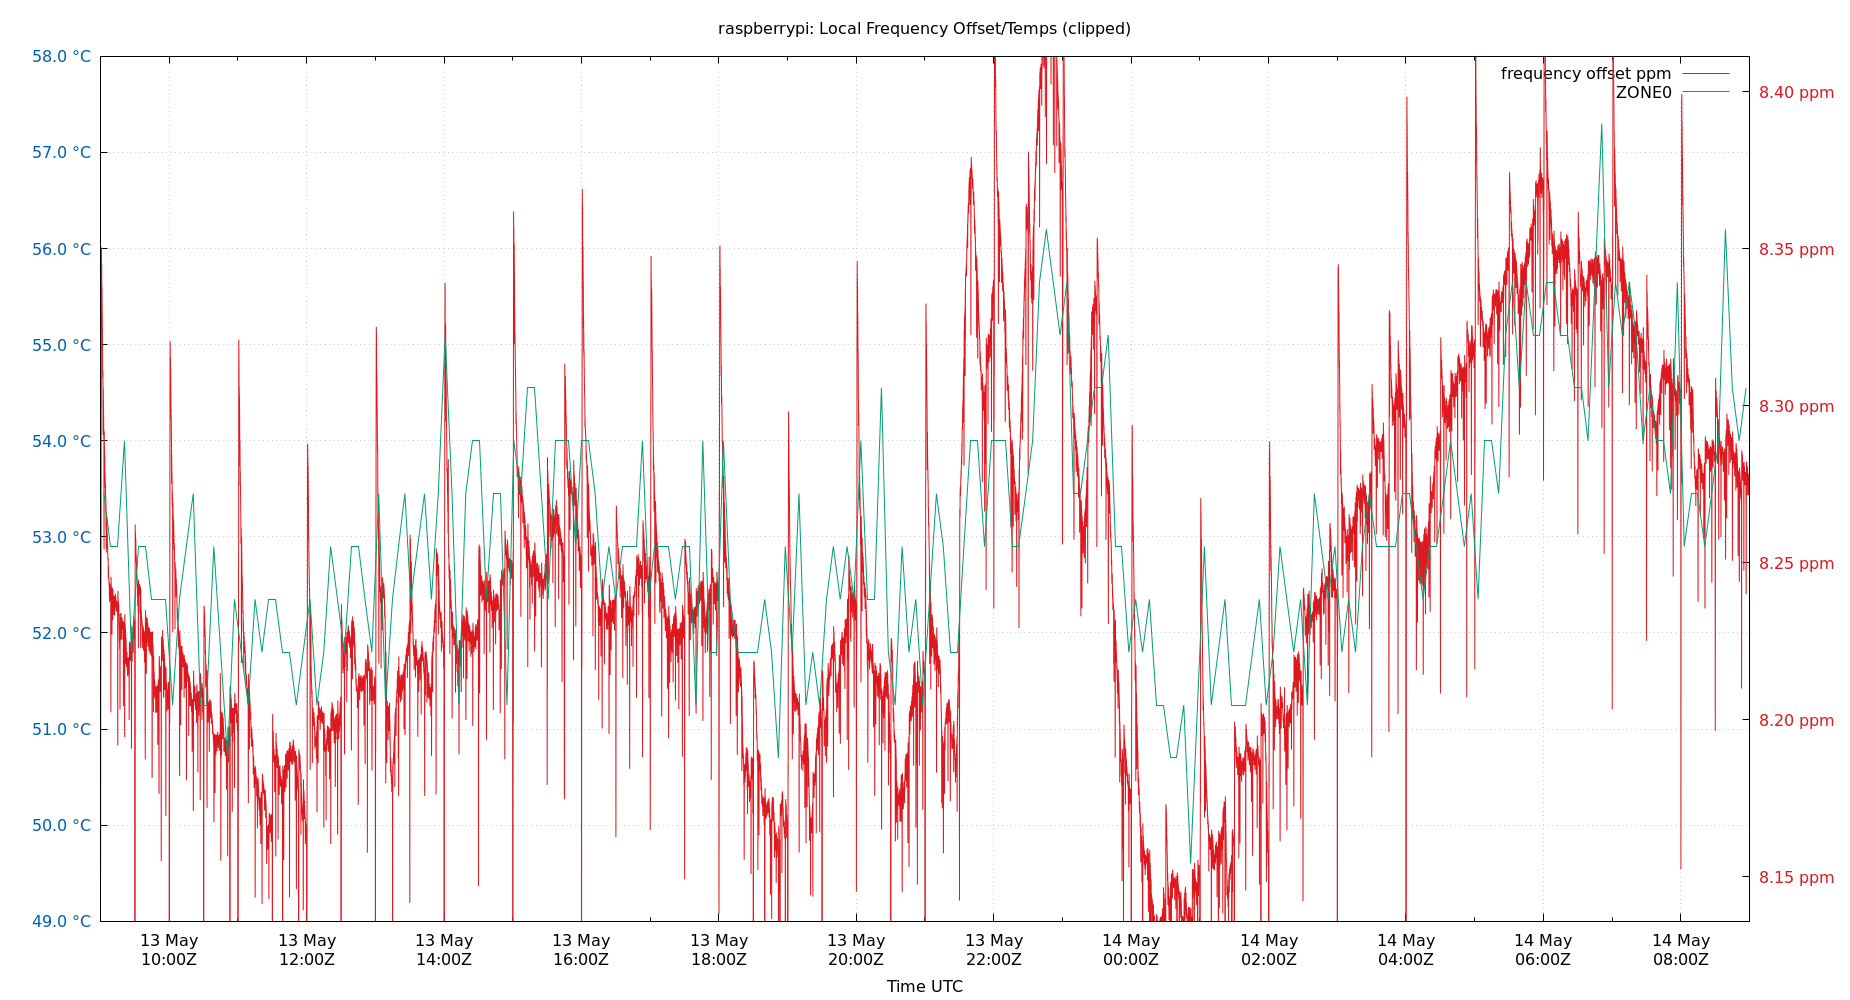 raspberrypi: Local Frequency Offset/Temps (clipped)
58.0 °C
57.0 °C
56.0 °C
55.0 °C
54.0 °C
53.0 °C
52.0 °C
51.0 °C
50.0 °C
49.0 °C
frequency offset ppm
ZONE0
8.40 ppm
8.35 ppm
8.30 ppm
8.25 ppm
8.20 ppm
8.15 ppm
13 May
10:00Z
13 May
12:00Z
13 May
14:00Z
13 May
16:00Z
13 May
18:00Z
13 May
20:00Z
13 May
22:00Z
14 May
00:00Z
14 May
02:00Z
14 May
04:00Z
14 May
06:00Z
14 May
08:00Z
Time UTC